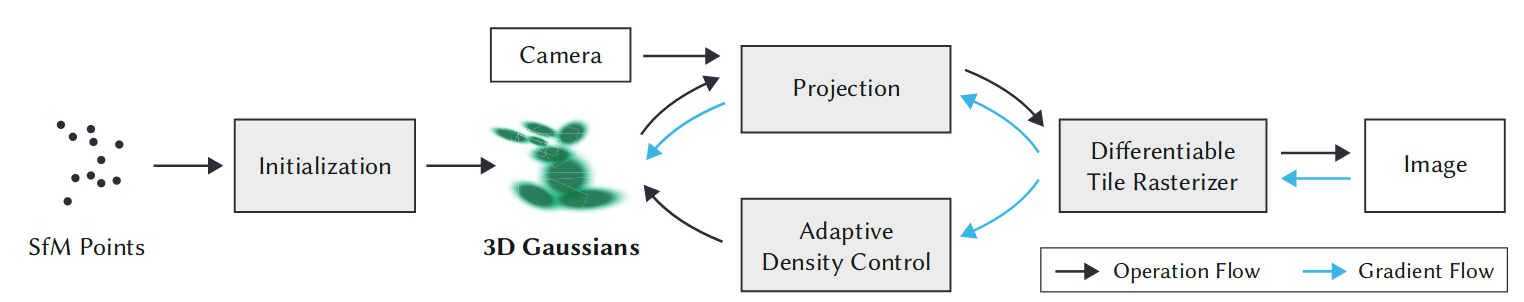 SfM Points
Initialization
3D Gaussians
Camera
Projection
Adaptive
Density Control
Differentiable
Tile Rasterizer
Image
Operation Flow
Gradient Flow